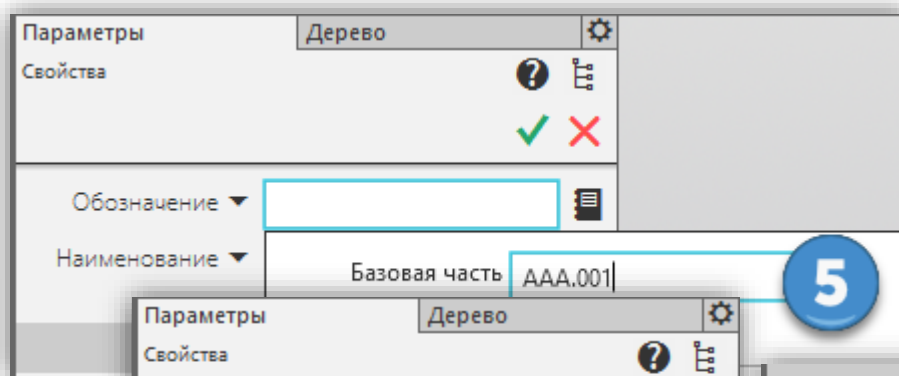 Параметры Дерево
Свойства
Обозначение
Наименование
Базовая часть AAA.001
5
Параметры Дерево
Свойства